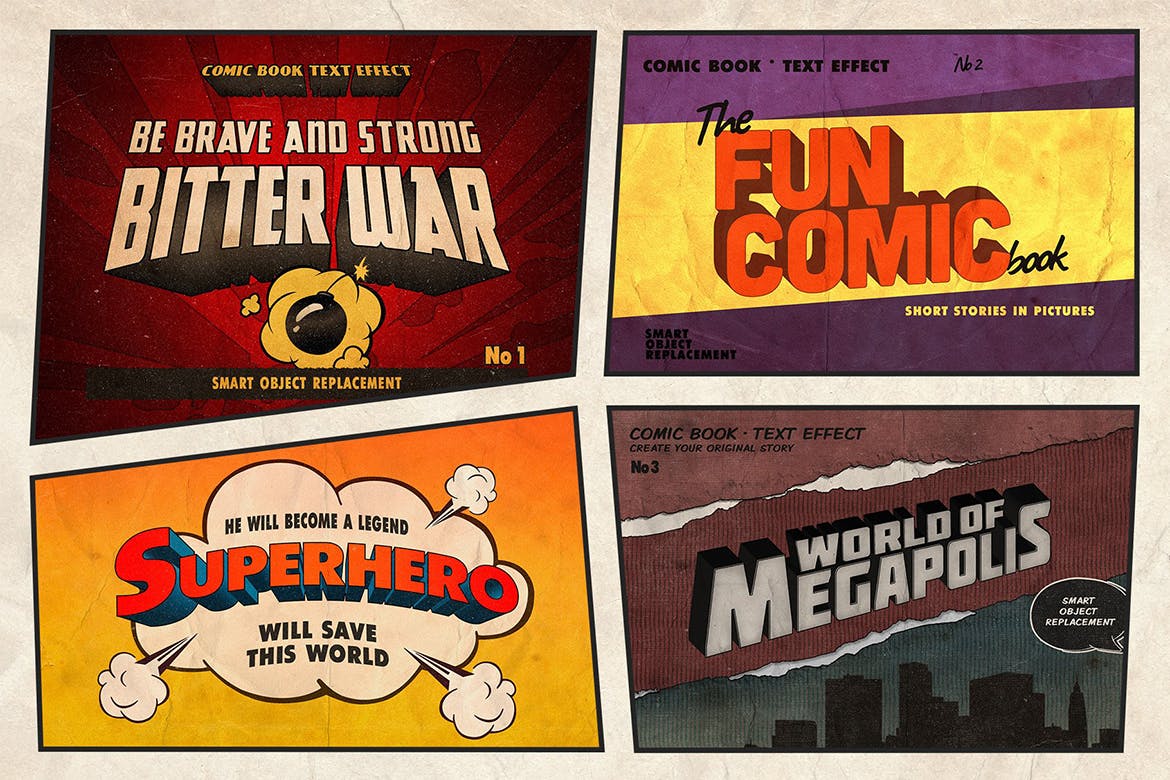 COMIC BOOK TEXT EFFECT
BE BRAVE AND STRONG
BITTER WAR
No 1
SMART OBJECT REPLACEMENT
COMIC BOOK • TEXT EFFECT
No 2
The
FUN
COMIC
book
SHORT STORIES IN PICTURES
SMART
OBJECT
REPLACEMENT
HE WILL BECOME A LEGEND
SUPERHERO
WILL SAVE
THIS WORLD
COMIC BOOK • TEXT EFFECT
CREATE YOUR ORIGINAL STORY
No3
WORLD OF
MEGAPOLIS
SMART
OBJECT
REPLACEMENT